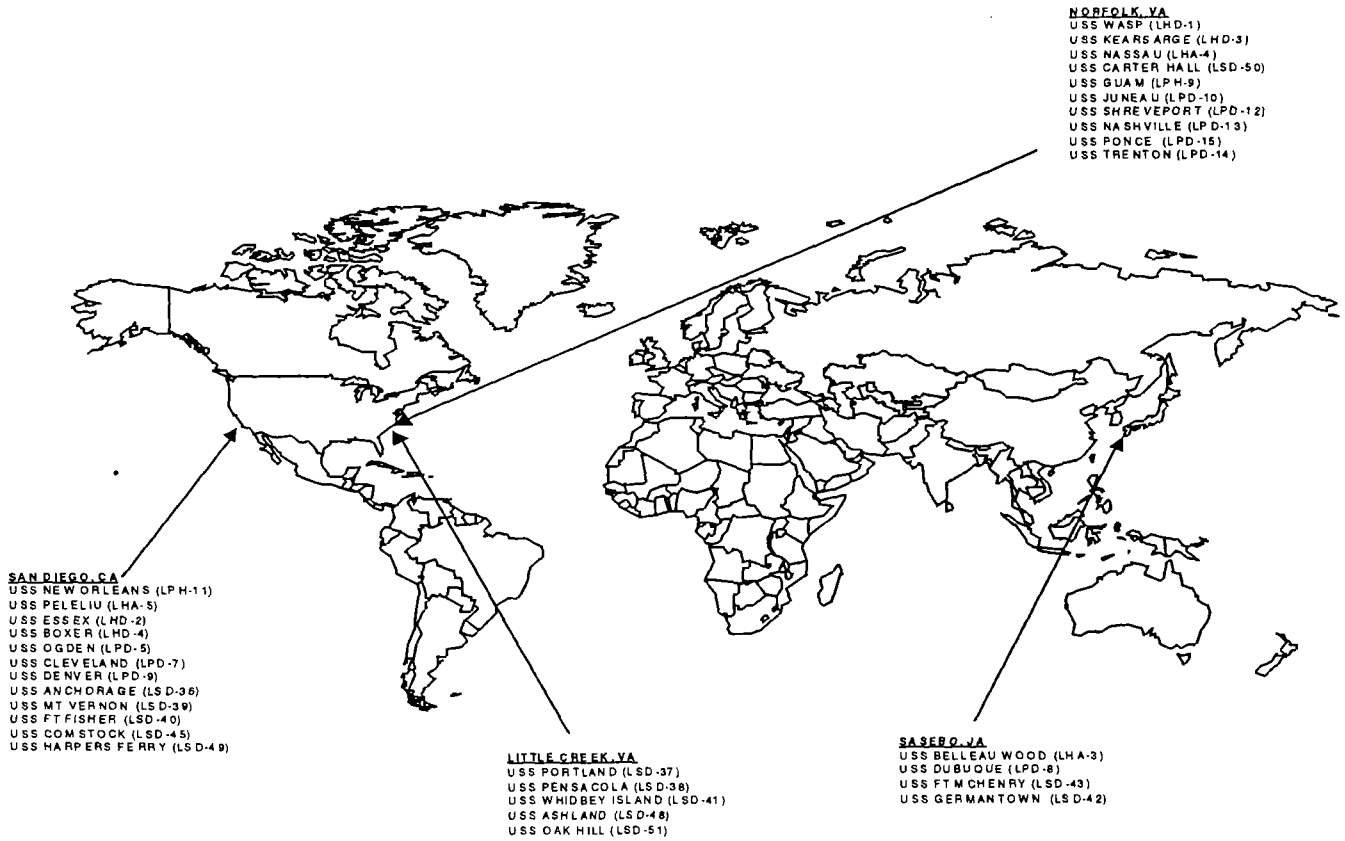 NORFOLK, VA
USS WASP (LHD-1)
USS KEARSARGE (LHD-3)
USS NASSAU (LHA-4)
USS CARTER HALL (LSD-50)
USS GUAM (LPH-9)
USS JUNEAU (LPD-10)
USS SHREVEPORT (LPD-12)
USS NASHVILLE (LPD-13)
USS PONCE (LPD-15)
USS TRENTON (LPD-14)
SAN DIEGO, CA
USS NEW ORLEANS (LPH-11)
USS PELELIU (LHA-5)
USS ESSEX (LHD-2)
USS BOXER (LHD-4)
USS OGDEN (LPD-5)
USS CLEVELAND (LPD-7)
USS DENVER (LPD-9)
USS ANCHORAGE (LSD-36)
USS MT VERNON (LSD-39)
USS FT FISHER (LSD-40)
USS COMSTOCK (LSD-45)
USS HARPERS FERRY (LSD-49)
LITTLE CREEK, VA
USS PORTLAND (LSD-37)
USS PENSACOLA (LSD-38)
USS WHIDBEY ISLAND (LSD-41)
USS ASHLAND (LSD-48)
USS OAK HILL (LSD-51)
SASEBO, JA
USS BELLEAU WOOD (LHA-3)
USS DUBUQUE (LPD-8)
USS FT MCHENRY (LSD-43)
USS GERMANTOWN (LSD-42)